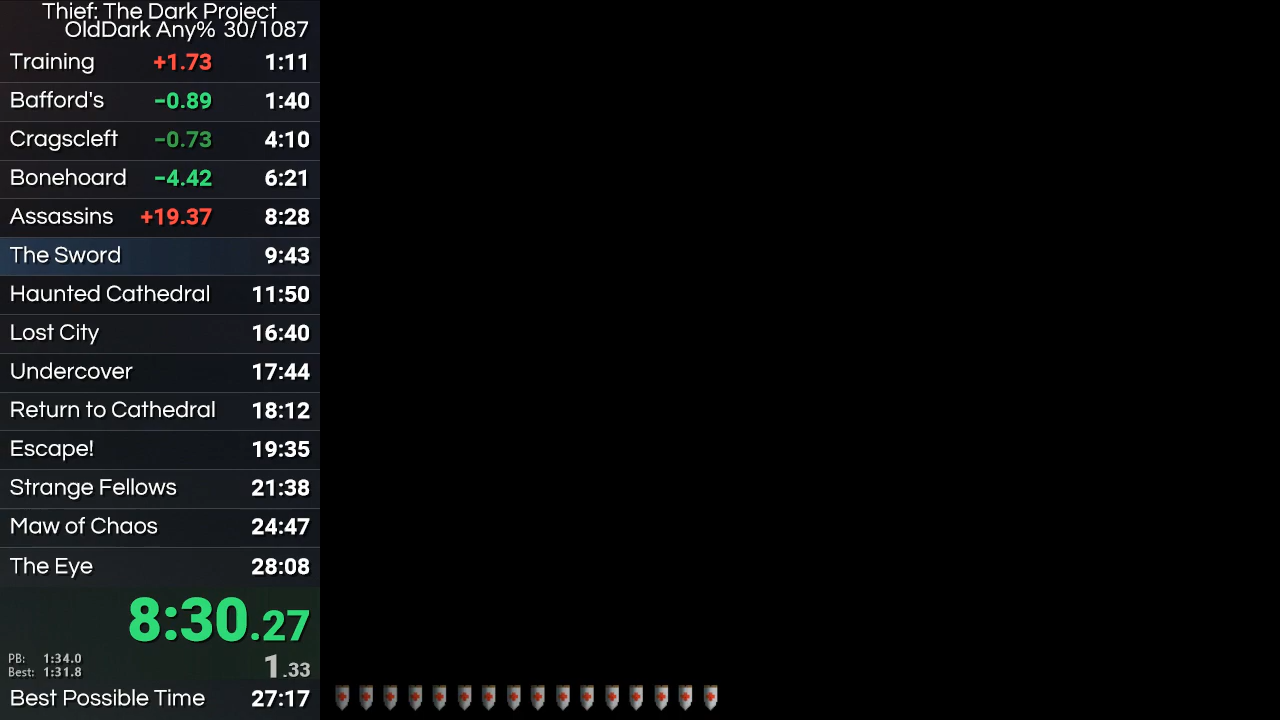 Thief: The Dark Project
OldDark Any% 30/1087
Training +1.73 1:11
Bafford's −0.89 1:40
Cragscleft −0.73 4:10
Bonehoard −4.42 6:21
Assassins +19.37 8:28
The Sword 9:43
Haunted Cathedral 11:50
Lost City 16:40
Undercover 17:44
Return to Cathedral 18:12
Escape! 19:35
Strange Fellows 21:38
Maw of Chaos 24:47
The Eye 28:08
8:30.27
PB: 1:34.0
Best: 1:31.8
1.33
Best Possible Time 27:17